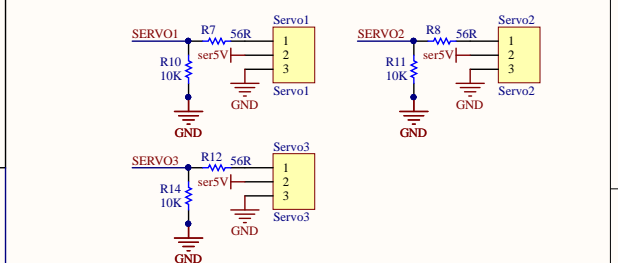 Servo1
SERVO1 R7 56R 1
ser5V 2
R10 3
10K
GND Servo1
GND
Servo2
SERVO2 R8 56R 1
ser5V 2
R11 3
10K
GND Servo2
GND
Servo3
SERVO3 R12 56R 1
ser5V 2
R14 3
10K
GND Servo3
GND